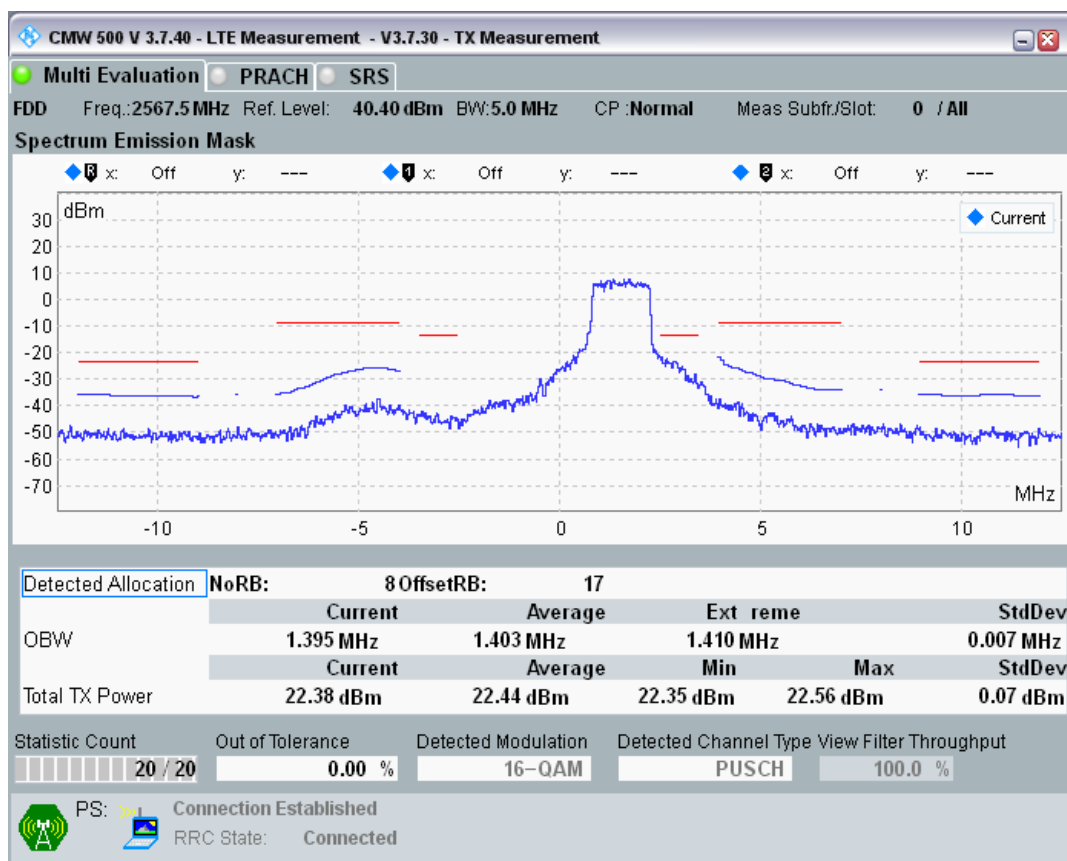 CMW 500 V 3.7.40 - LTE Measurement - V3.7.30 - TX Measurement
Multi Evaluation PRACH SRS
FDD Freq.:2567.5 MHz Ref. Level: 40.40 dBm BW:5.0 MHz CP :Normal Meas Subfr./Slot: 0 / All
Spectrum Emission Mask
R x: Off y: --- 1 x: Off y: --- 2 x: Off y: ---
dBm
Current
30
20
10
0
-10
-20
-30
-40
-50
-60
-70
MHz
-10 -5 0 5 10
Detected Allocation NoRB: 8 OffsetRB: 17
Current Average Ext reme StdDev
OBW 1.395 MHz 1.403 MHz 1.410 MHz 0.007 MHz
Current Average Min Max StdDev
Total TX Power 22.38 dBm 22.44 dBm 22.35 dBm 22.56 dBm 0.07 dBm
Statistic Count Out of Tolerance Detected Modulation Detected Channel Type View Filter Throughput
20 / 20 0.00 % 16-QAM PUSCH 100.0 %
PS: Connection Established
RRC State: Connected